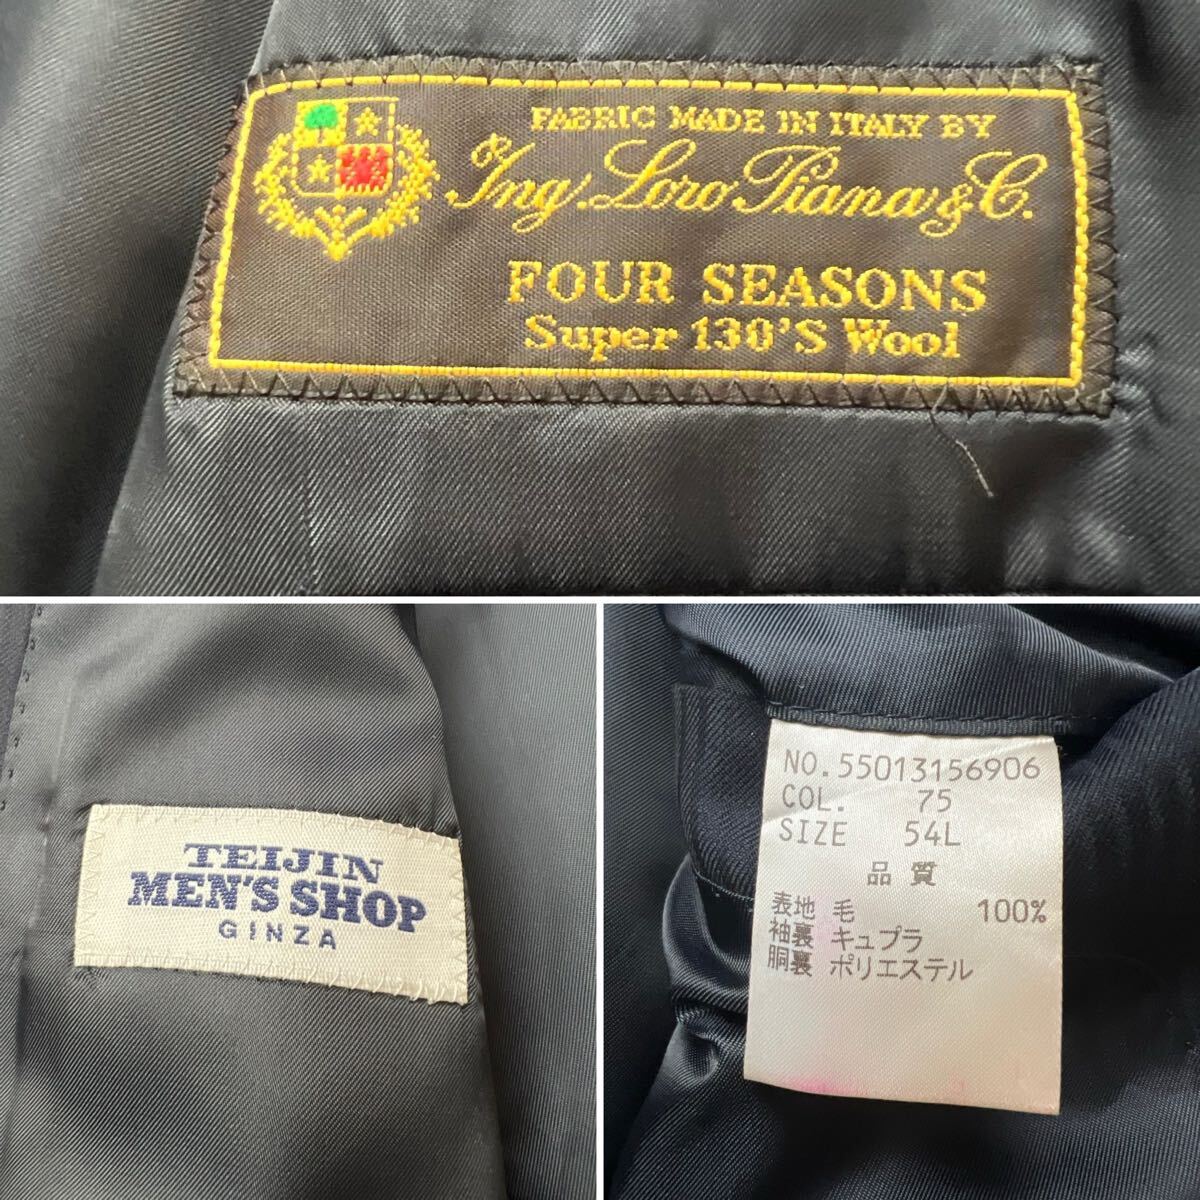 FABRIC MADE IN ITALY BY
Ing. Loro Piana & C.
FOUR SEASONS
Super 130'S Wool
TEIJIN
MEN'S SHOP
GINZA
NO.55013156906
COL. 75
SIZE 54L
品質
表地 毛 100%
袖裏 キュプラ
胴裏 ポリエステル